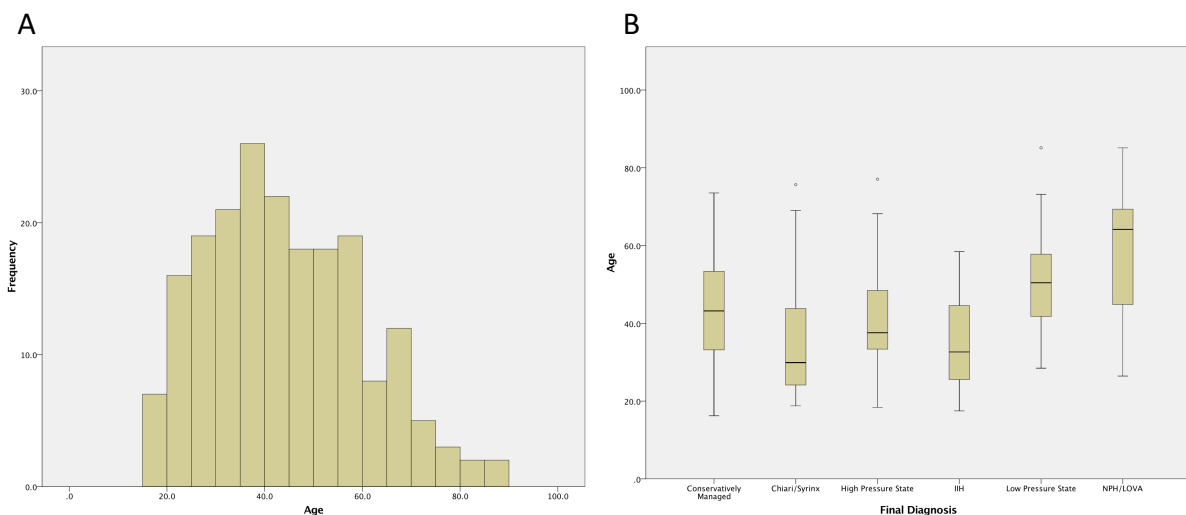 A
Frequency
30.0
20.0
10.0
0.0
.0
20.0
40.0
60.0
80.0
100.0
Age
B
Age
100.0
80.0
60.0
40.0
20.0
.0
Conservatively
Managed
Chiari/Syrinx
High Pressure State
IIH
Low Pressure State
NPH/LOVA
Final Diagnosis